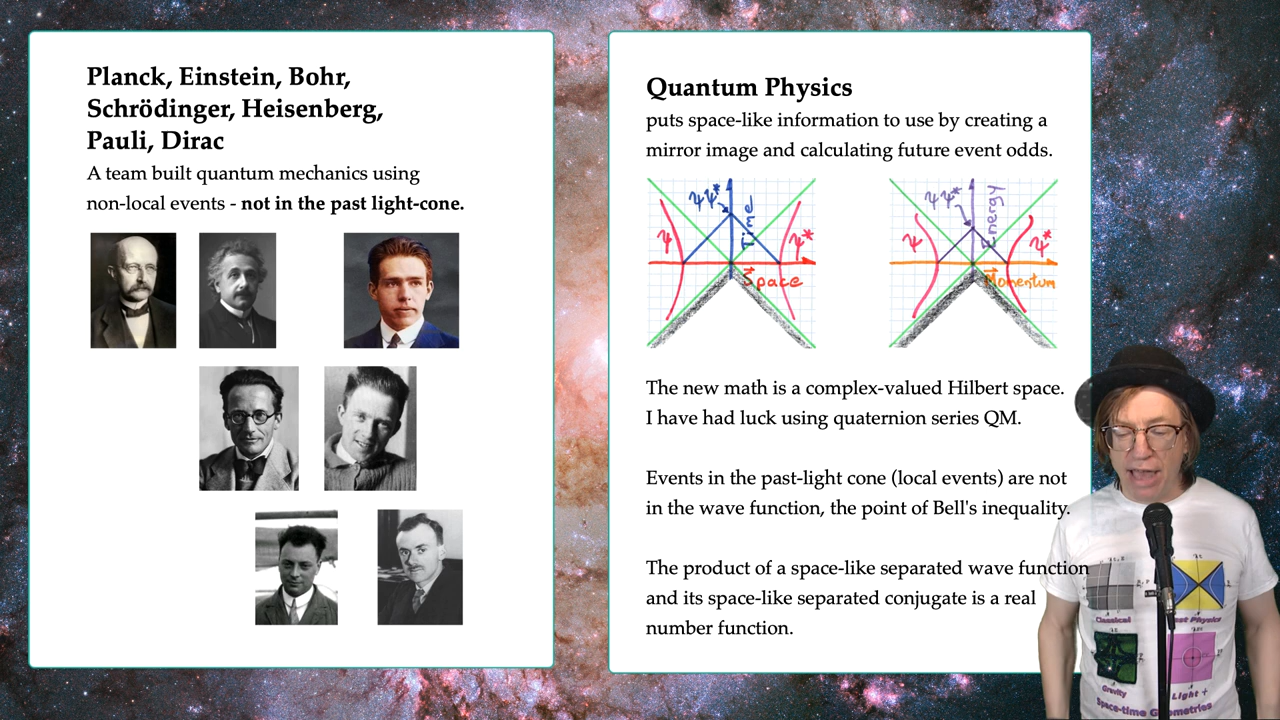 Planck, Einstein, Bohr,
Schrödinger, Heisenberg,
Pauli, Dirac
A team built quantum mechanics using
non-local events - not in the past light-cone.
Quantum Physics
puts space-like information to use by creating a
mirror image and calculating future event odds.
ψψ*
Time
ψ
ψ*
Space
ψψ*
Energy
ψ
ψ*
Momentum
The new math is a complex-valued Hilbert space.
I have had luck using quaternion series QM.
Events in the past-light cone (local events) are not
in the wave function, the point of Bell's inequality.
The product of a space-like separated wave function
and its space-like separated conjugate is a real
number function.
Classical
Physics
Gravity
Light +
Space-time Geometries